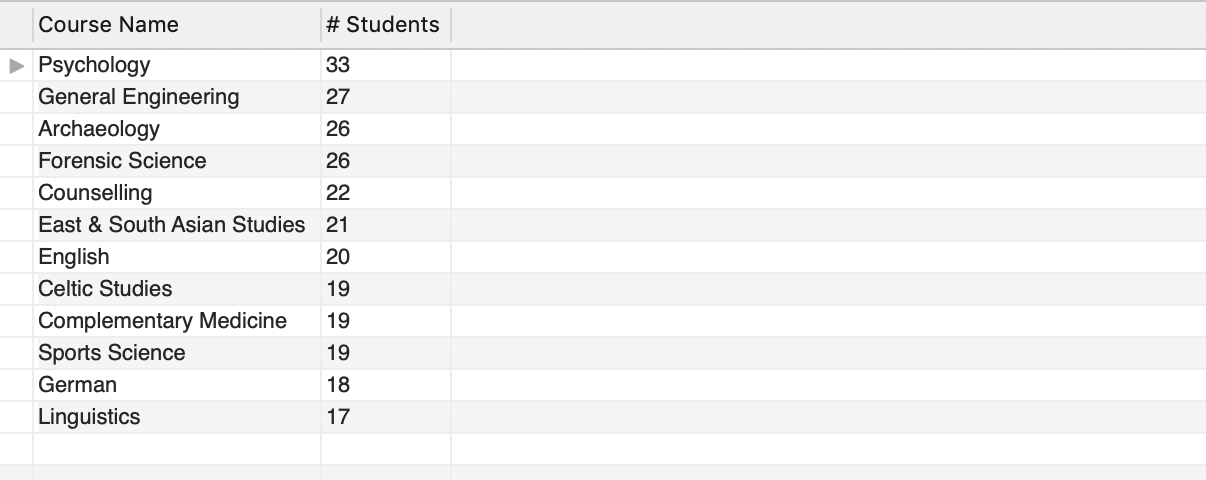 Course Name # Students
Psychology 33
General Engineering 27
Archaeology 26
Forensic Science 26
Counselling 22
East & South Asian Studies 21
English 20
Celtic Studies 19
Complementary Medicine 19
Sports Science 19
German 18
Linguistics 17